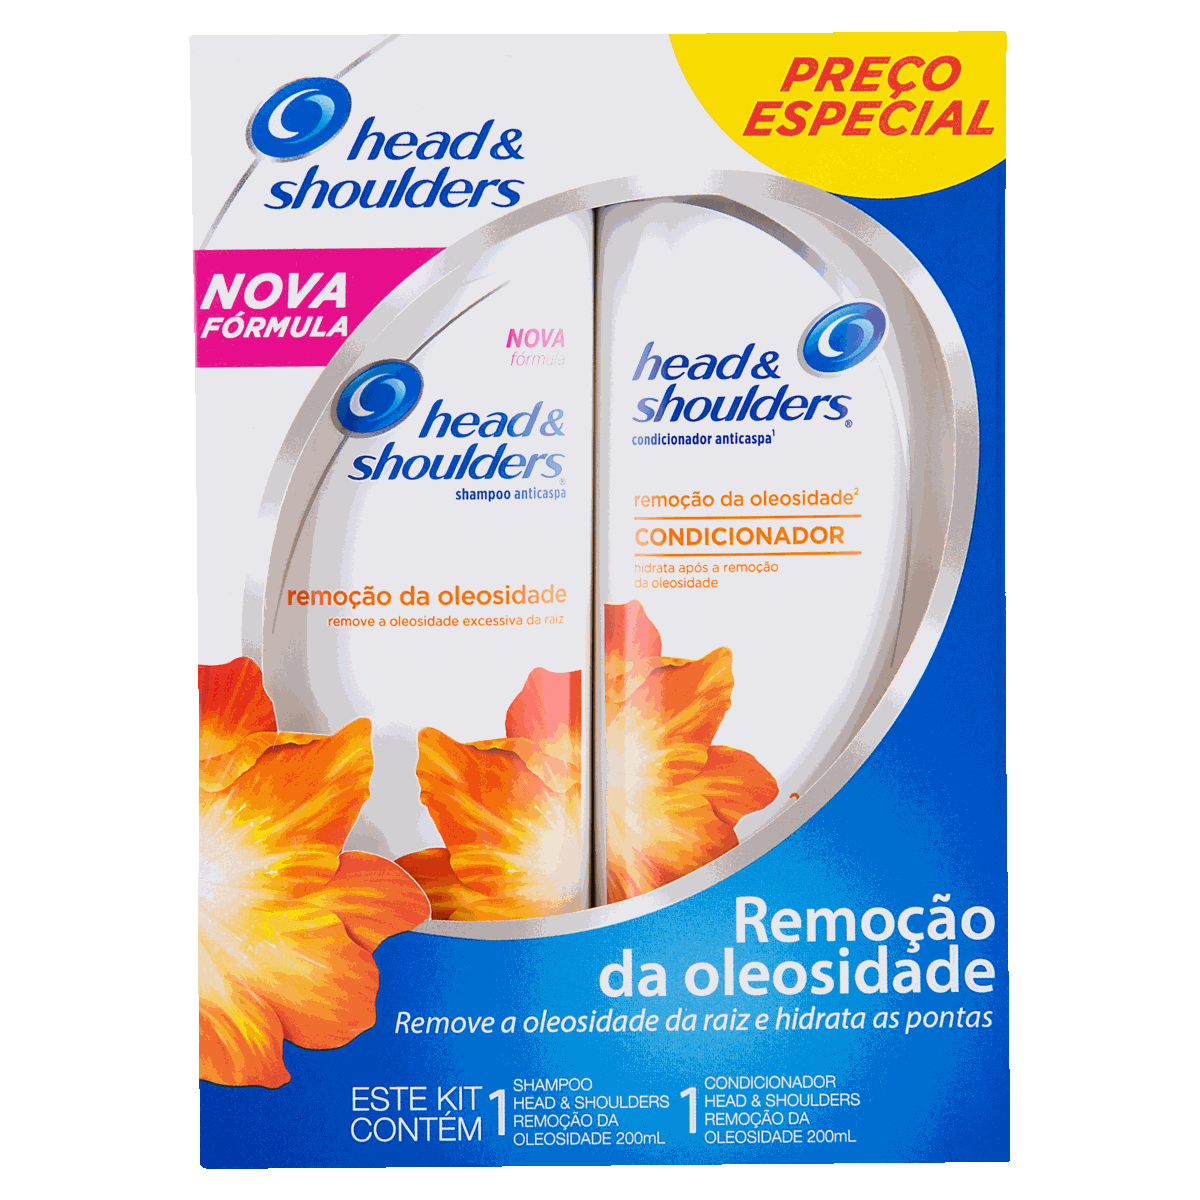 head &
shoulders
PREÇO
ESPECIAL
NOVA
FÓRMULA
NOVA
fórmula
head &
shoulders®
shampoo anticaspa
remoção da oleosidade
remove a oleosidade excessiva da raiz
head &
shoulders®
condicionador anticaspa¹
remoção da oleosidade²
CONDICIONADOR
hidrata após a remoção
da oleosidade
Remoção
da oleosidade
Remove a oleosidade da raiz e hidrata as pontas
ESTE KIT
CONTÉM
1
SHAMPOO
HEAD & SHOULDERS
REMOÇÃO DA
OLEOSIDADE 200mL
1
CONDICIONADOR
HEAD & SHOULDERS
REMOÇÃO DA
OLEOSIDADE 200mL